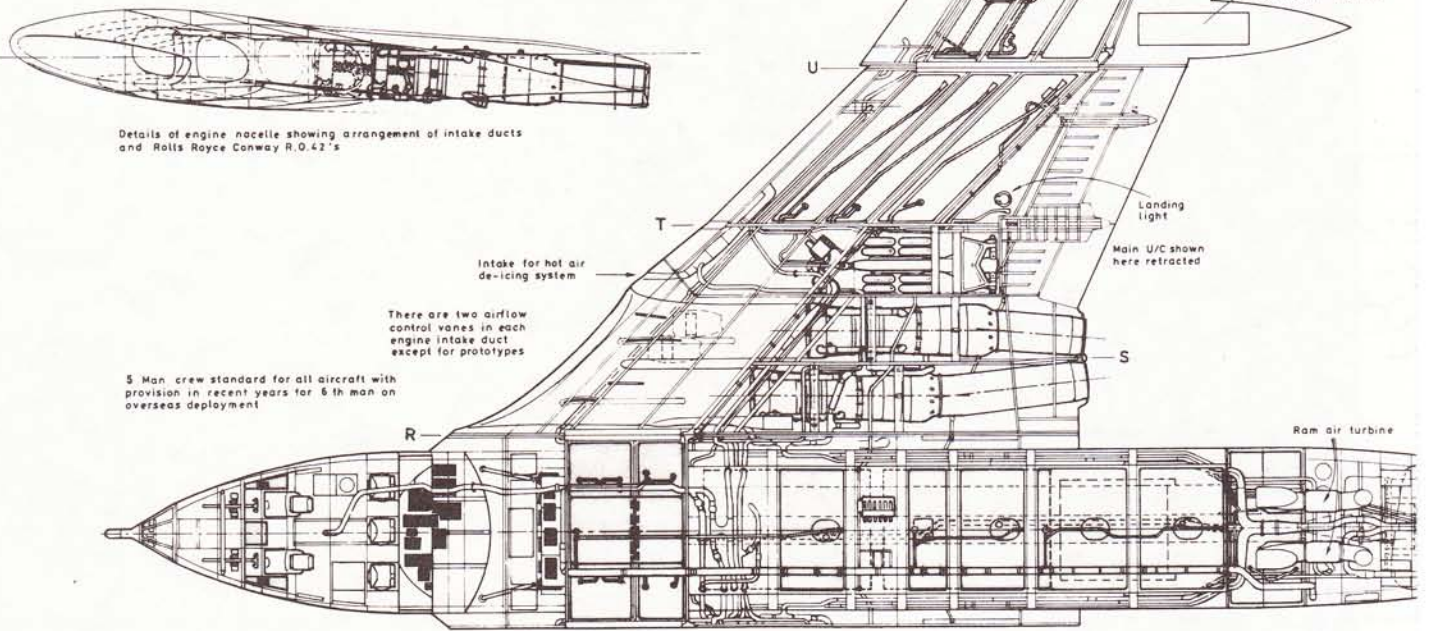 Details of engine nacelle showing arrangement of intake ducts
and Rolls Royce Conway R.O.42's
U
T
Landing
light
Main U/C shown
here retracted
Intake for hot air
de-icing system
There are two airflow
control vanes in each
engine intake duct
except for prototypes
S
5 Man crew standard for all aircraft with
provision in recent years for 6th man on
overseas deployment
R
Ram air turbine